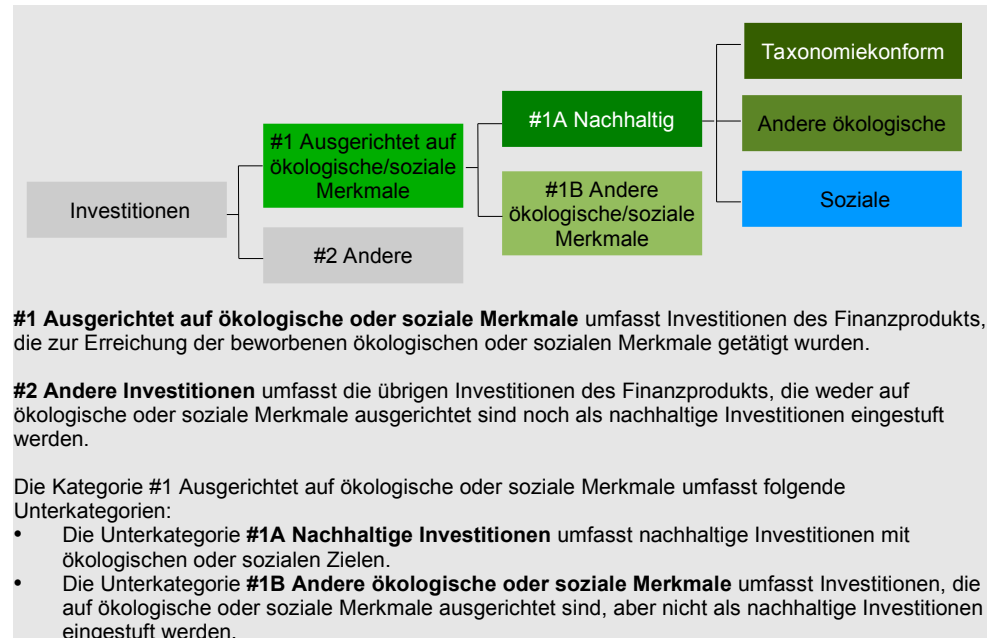 Taxonomiekonform
#1A Nachhaltig
Andere ökologische
#1 Ausgerichtet auf
ökologische/soziale
Merkmale
#1B Andere
ökologische/soziale
Merkmale
Soziale
Investitionen
#2 Andere
#1 Ausgerichtet auf ökologische oder soziale Merkmale umfasst Investitionen des Finanzprodukts,
die zur Erreichung der beworbenen ökologischen oder sozialen Merkmale getätigt wurden.
#2 Andere Investitionen umfasst die übrigen Investitionen des Finanzprodukts, die weder auf
ökologische oder soziale Merkmale ausgerichtet sind noch als nachhaltige Investitionen eingestuft
werden.
Die Kategorie #1 Ausgerichtet auf ökologische oder soziale Merkmale umfasst folgende
Unterkategorien:
• Die Unterkategorie #1A Nachhaltige Investitionen umfasst nachhaltige Investitionen mit
ökologischen oder sozialen Zielen.
• Die Unterkategorie #1B Andere ökologische oder soziale Merkmale umfasst Investitionen, die
auf ökologische oder soziale Merkmale ausgerichtet sind, aber nicht als nachhaltige Investitionen
eingestuft werden.